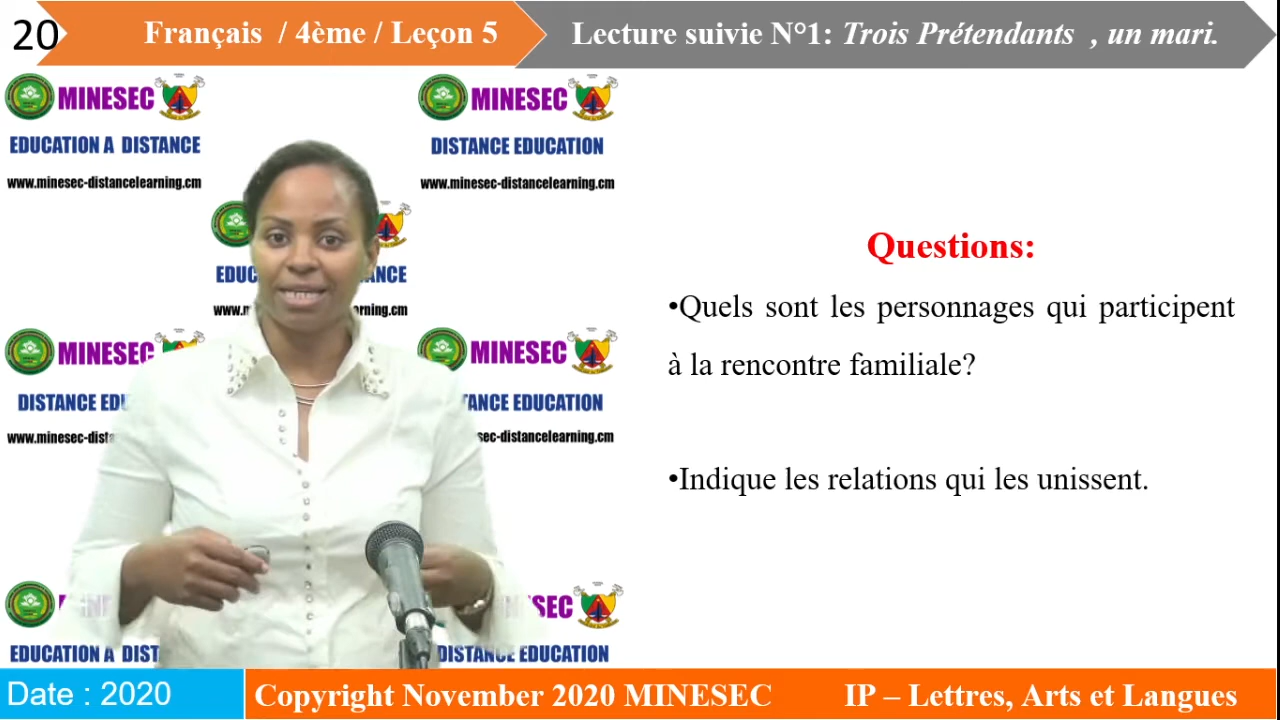 20
Français / 4ème / Leçon 5
Lecture suivie N°1: Trois Prétendants , un mari.
MINESEC
EDUCATION A DISTANCE
www.minesec-distancelearning.cm
MINESEC
DISTANCE EDUCATION
www.minesec-distancelearning.cm
Questions:
•Quels sont les personnages qui participent
à la rencontre familiale?
•Indique les relations qui les unissent.
MINESEC
MINESEC
Date : 2020
Copyright November 2020 MINESEC
IP – Lettres, Arts et Langues